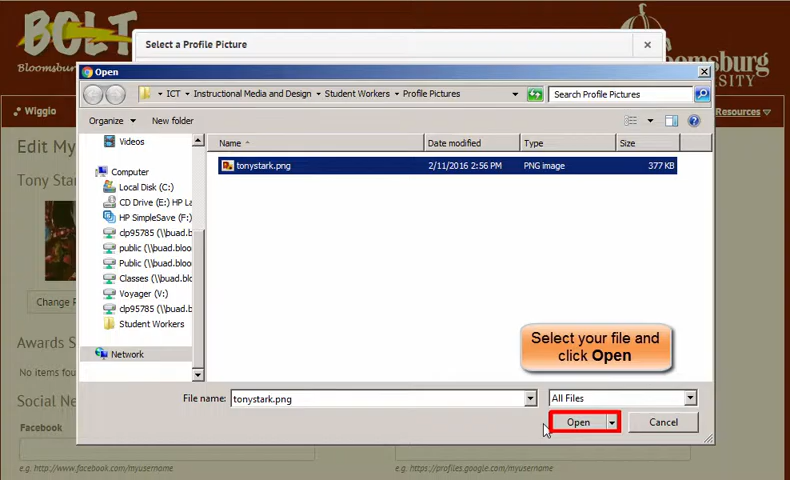 BOLT
Select a Profile Picture
Open
ICT
Instructional Media and Design
Student Workers
Profile Pictures
Search Profile Pictures
Organize
New folder
Name
Date modified
Type
Size
tonystark.png
2/11/2016 2:56 PM
PNG image
377 KB
Videos
Computer
Local Disk (C:)
CD Drive (E:) HP La
HP SimpleSave (F:)
clp95785 (\\buad.b
public (\\buad.bloo
Public (\\buad.bloo
Classes (\\buad.blo
Voyager (V:)
clp95785 (\\buad.b
Student Workers
Network
Select your file and
click Open
File name:
tonystark.png
All Files
Open
Cancel
Wiggio
Resources
Edit My
Tony Star
Change P
Awards S
No items fou
Social Ne
Facebook
e.g. http://www.facebook.com/myusername
e.g. https://profiles.google.com/myusername